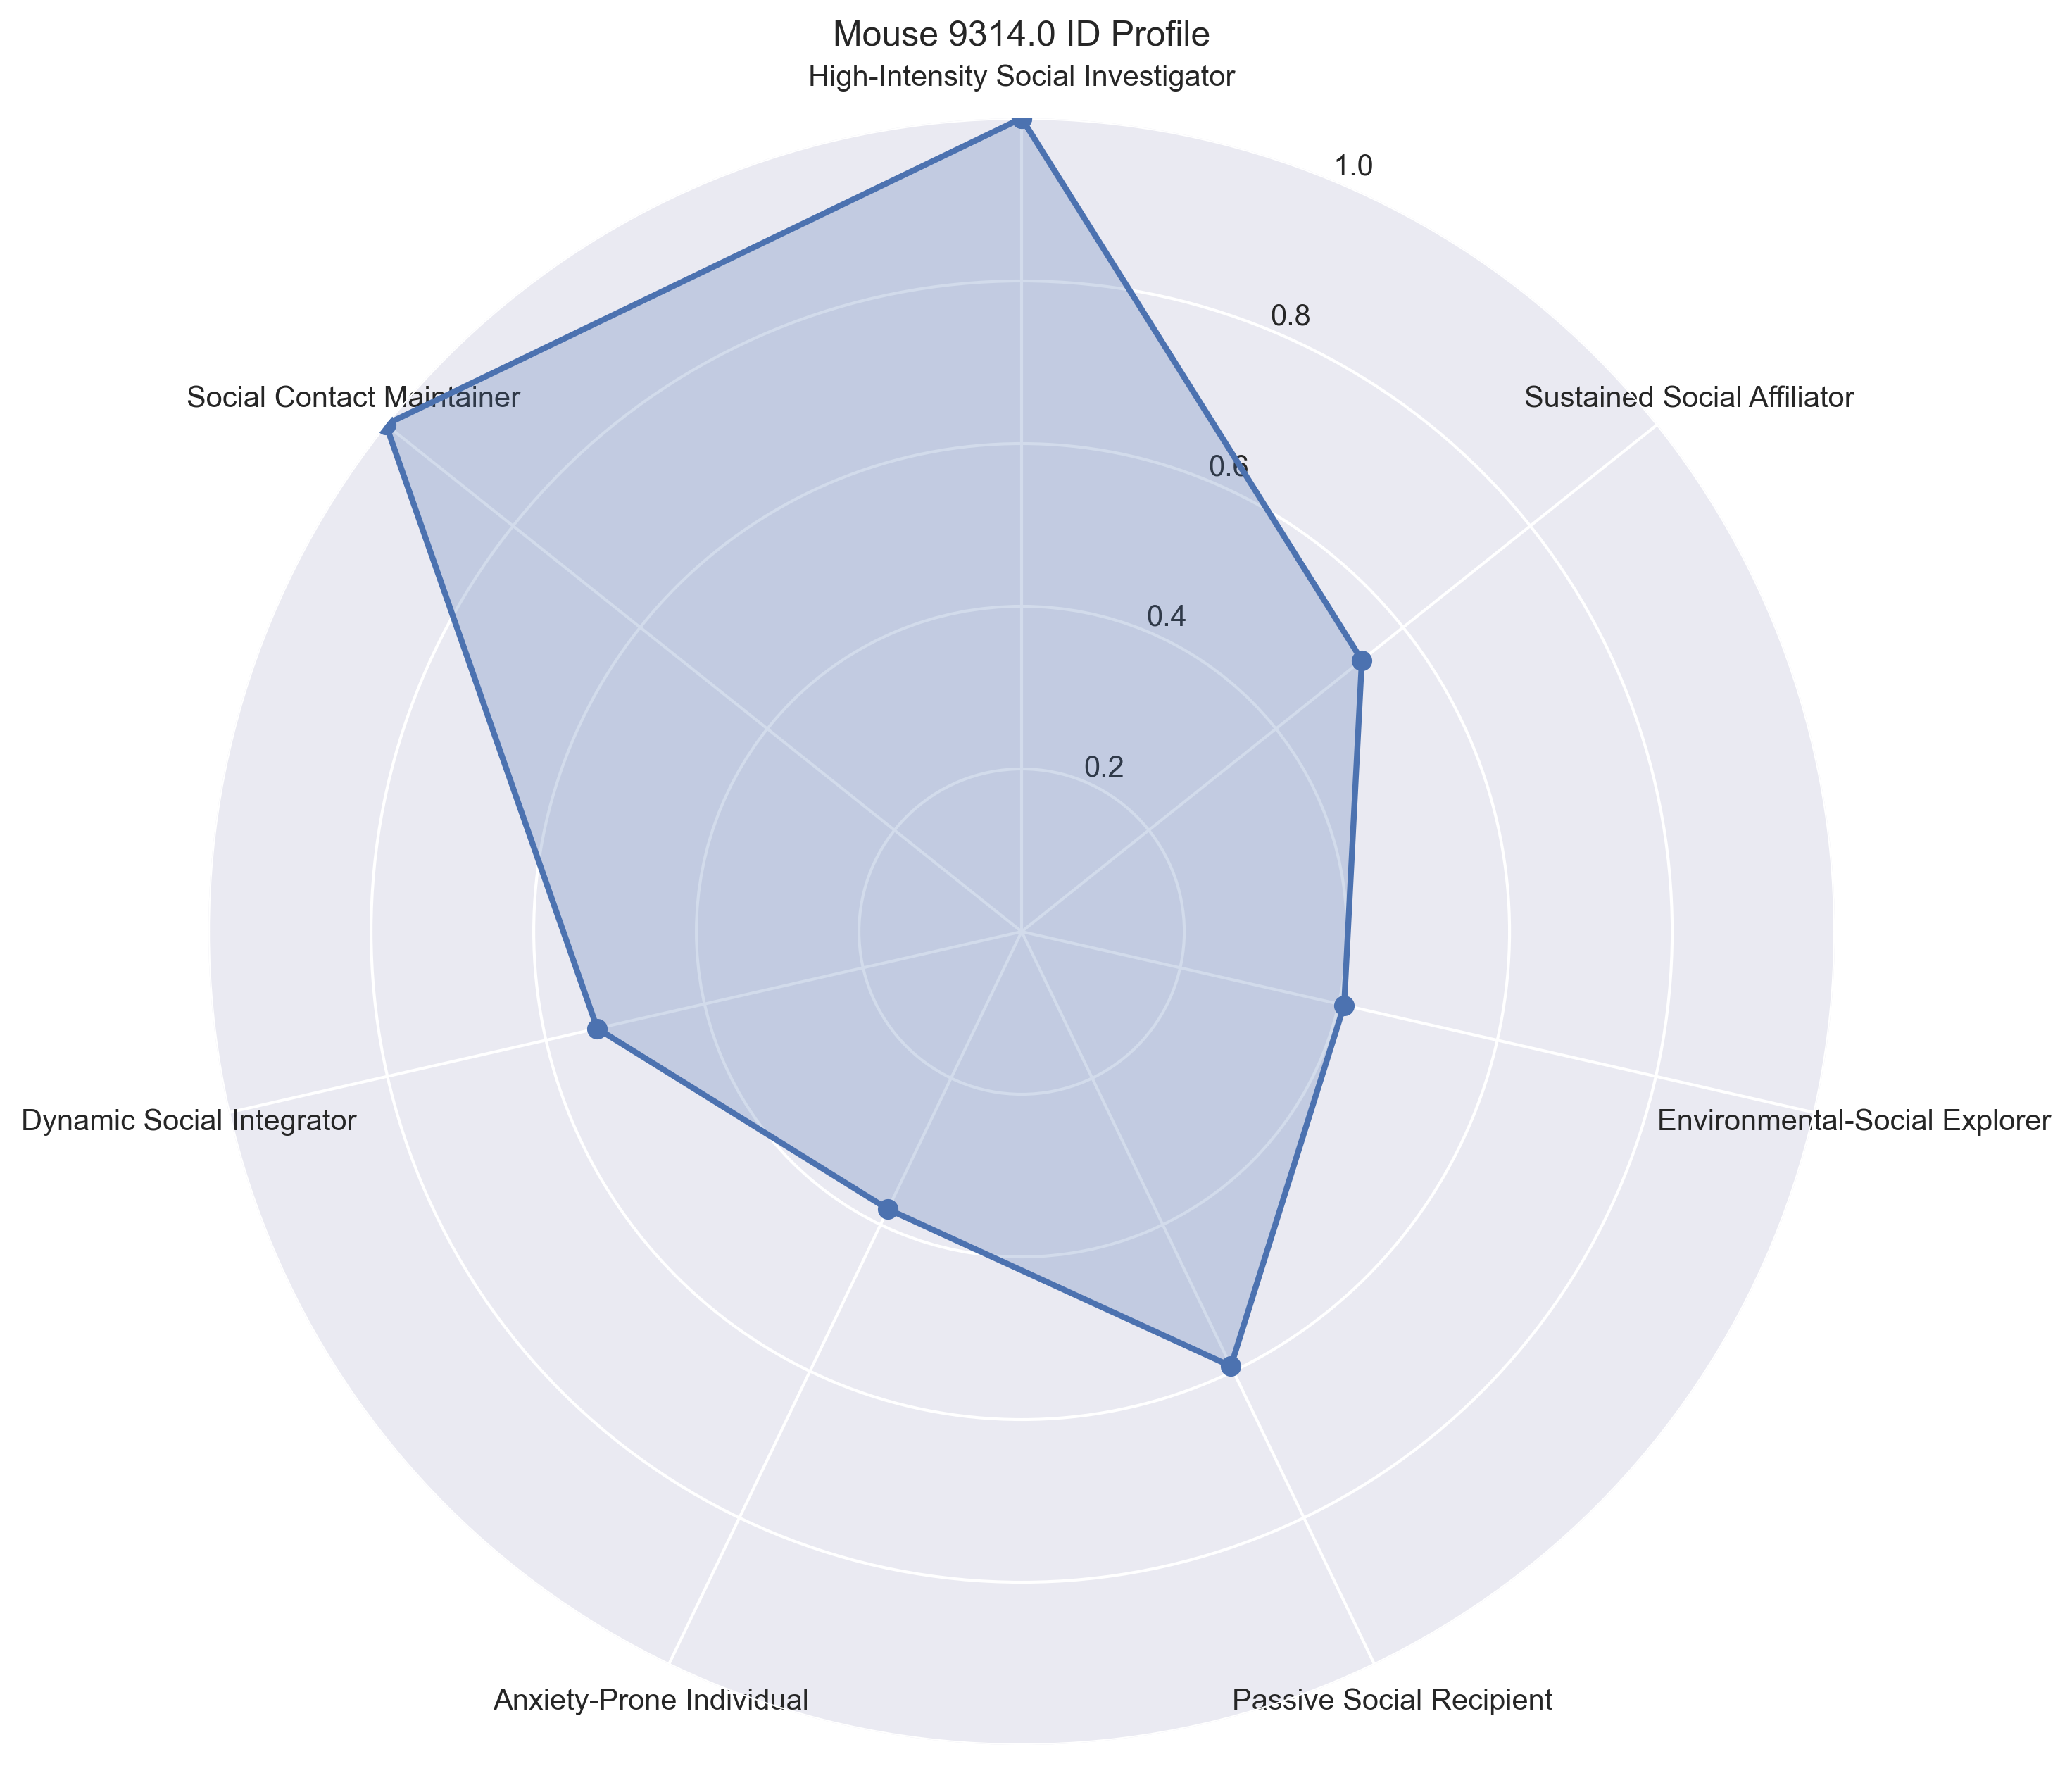 Mouse 9314.0 ID Profile
High-Intensity Social Investigator
1.0
0.8
Social Contact Maintainer
Sustained Social Affiliator
0.6
0.4
0.2
Dynamic Social Integrator
Environmental-Social Explorer
Anxiety-Prone Individual
Passive Social Recipient